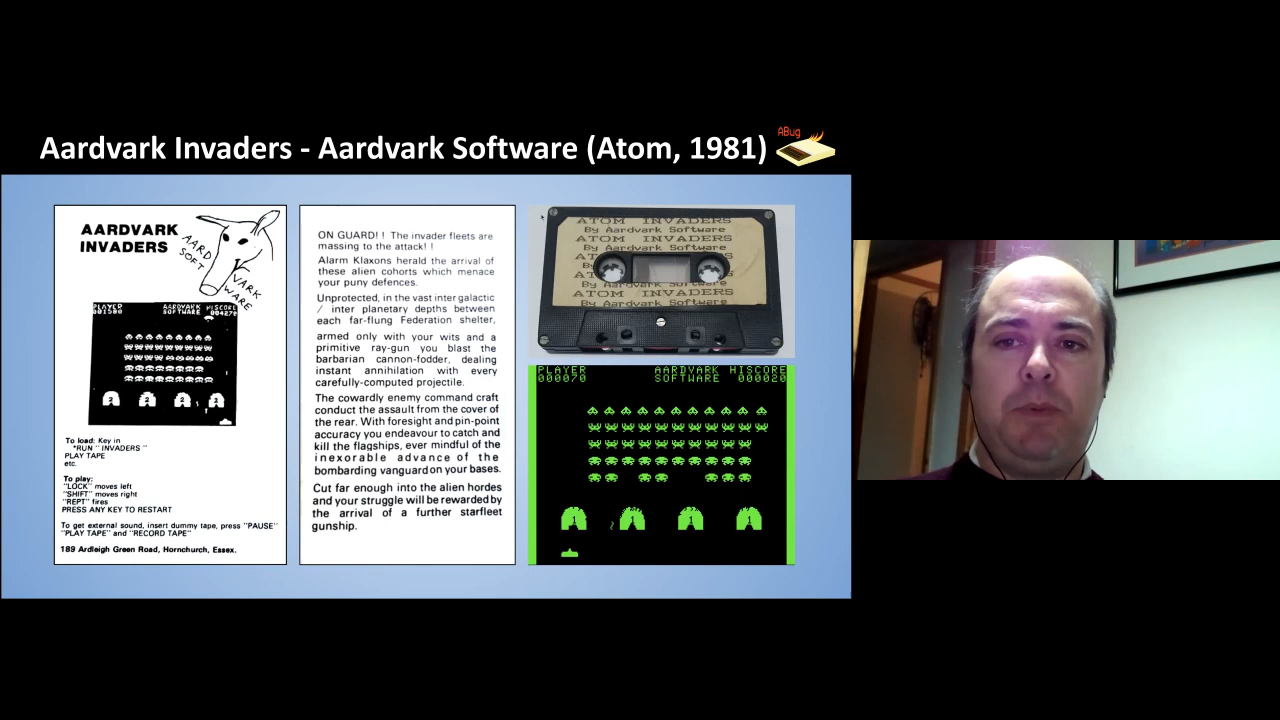 Aardvark Invaders - Aardvark Software (Atom, 1981)
ABug
AARDVARK
INVADERS
AARD
VARK
SOFT
WARE
PLAYER AARDVARK HISCORE
001580 SOFTWARE 004270
To load: Key in
*RUN "INVADERS"
PLAY TAPE
etc.
To play:
"LOCK" moves left
"SHIFT" moves right
"REPT" fires
PRESS ANY KEY TO RESTART
To get external sound, insert dummy tape, press "PAUSE"
"PLAY TAPE" and "RECORD TAPE"
189 Ardleigh Green Road, Hornchurch, Essex.
ON GUARD!! The invader fleets are
massing to the attack!!
Alarm Klaxons herald the arrival of
these alien cohorts which menace
your puny defences.
Unprotected, in the vast inter galactic
/ inter planetary depths between
each far-flung Federation shelter,
armed only with your wits and a
primitive ray-gun you blast the
barbarian cannon-fodder, dealing
instant annihilation with every
carefully-computed projectile.
The cowardly enemy command craft
conduct the assault from the cover of
the rear. With foresight and pin-point
accuracy you endeavour to catch and
kill the flagships, ever mindful of the
inexorable advance of the
bombarding vanguard on your bases.
Cut far enough into the alien hordes
and your struggle will be rewarded by
the arrival of a further starfleet
gunship.
ATOM INVADERS
By Aardvark Software
ATOM INVADERS
By Aardvark Software
ATOM INVADERS
By Aardvark Software
PLAYER AARDVARK HISCORE
000070 SOFTWARE 000020